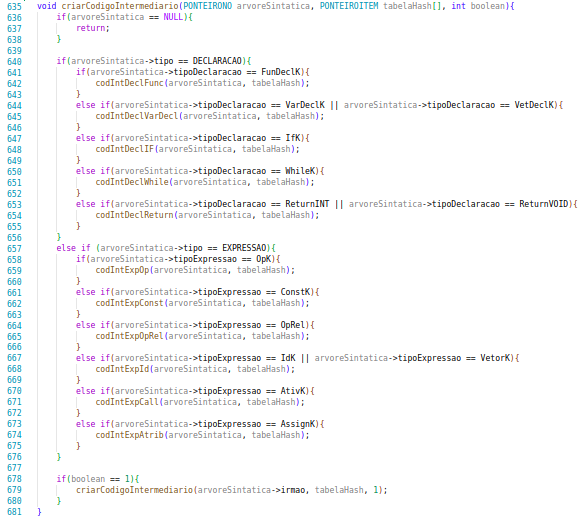 635 void criarCodigoIntermediario(PONTEIRONO arvoreSintatica, PONTEIROITEM tabelaHash[], int boolean){
636     if(arvoreSintatica == NULL){
637         return;
638     }
639
640     if(arvoreSintatica->tipo == DECLARACAO){
641         if(arvoreSintatica->tipoDeclaracao == FunDeclK){
642             codIntDeclFunc(arvoreSintatica, tabelaHash);
643         }
644         else if(arvoreSintatica->tipoDeclaracao == VarDeclK || arvoreSintatica->tipoDeclaracao == VetDeclK){
645             codIntDeclVarDecl(arvoreSintatica, tabelaHash);
646         }
647         else if(arvoreSintatica->tipoDeclaracao == IfK){
648             codIntDeclIF(arvoreSintatica, tabelaHash);
649         }
650         else if(arvoreSintatica->tipoDeclaracao == WhileK){
651             codIntDeclWhile(arvoreSintatica, tabelaHash);
652         }
653         else if(arvoreSintatica->tipoDeclaracao == ReturnINT || arvoreSintatica->tipoDeclaracao == ReturnVOID){
654             codIntDeclReturn(arvoreSintatica, tabelaHash);
655         }
656     }
657     else if (arvoreSintatica->tipo == EXPRESSAO){
658         if(arvoreSintatica->tipoExpressao == OpK){
659             codIntExpOp(arvoreSintatica, tabelaHash);
660         }
661         else if(arvoreSintatica->tipoExpressao == ConstK){
662             codIntExpConst(arvoreSintatica, tabelaHash);
663         }
664         else if(arvoreSintatica->tipoExpressao == OpRel){
665             codIntExpOpRel(arvoreSintatica, tabelaHash);
666         }
667         else if(arvoreSintatica->tipoExpressao == IdK || arvoreSintatica->tipoExpressao == VetorK){
668             codIntExpId(arvoreSintatica, tabelaHash);
669         }
670         else if(arvoreSintatica->tipoExpressao == AtivK){
671             codIntExpCall(arvoreSintatica, tabelaHash);
672         }
673         else if(arvoreSintatica->tipoExpressao == AssignK){
674             codIntExpAtrib(arvoreSintatica, tabelaHash);
675         }
676     }
677
678     if(boolean == 1){
679         criarCodigoIntermediario(arvoreSintatica->irmao, tabelaHash, 1);
680     }
681 }